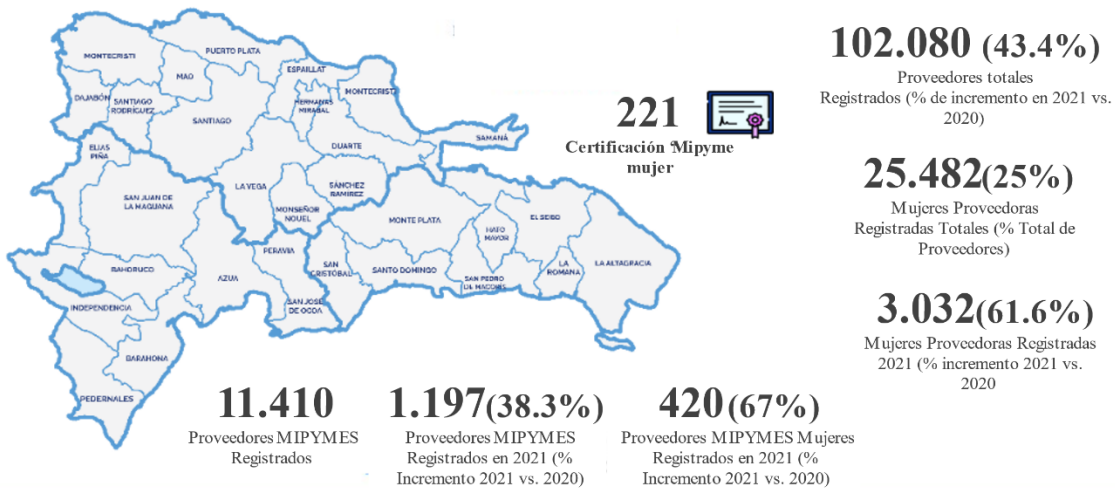 MONTECRISTI
PUERTO PLATA
MAO
ESPAILLAT
DAJABÓN
SANTIAGO
RODRÍGUEZ
HERMANAS
MIRABAL
MONTECRISTI
SANTIAGO
SAMANÁ
DUARTE
ELIAS
PIÑA
LA VEGA
SÁNCHEZ
RAMIREZ
SAN JUAN DE
LA MAGUANA
MONSEÑOR
NOUEL
MONTE PLATA
EL SEIBO
HATO
MAYOR
PERAVIA
SAN
CRISTÓBAL
SANTO DOMINGO
LA
ROMANA
LA ALTAGRACIA
BAHORUCO
AZUA
SAN PEDRO
DE MACORIS
INDEPENDENCIA
SAN JOSE
DE OCOA
BARAHONA
PEDERNALES
221
Certificación Mipyme
mujer
102.080 (43.4%)
Proveedores totales
Registrados (% de incremento en 2021 vs.
2020)
25.482(25%)
Mujeres Proveedoras
Registradas Totales (% Total de
Proveedores)
3.032(61.6%)
Mujeres Proveedoras Registradas
2021 (% incremento 2021 vs.
2020
11.410
Proveedores MIPYMES
Registrados
1.197(38.3%)
Proveedores MIPYMES
Registrados en 2021 (%
Incremento 2021 vs. 2020)
420(67%)
Proveedores MIPYMES Mujeres
Registrados en 2021 (%
Incremento 2021 vs. 2020)